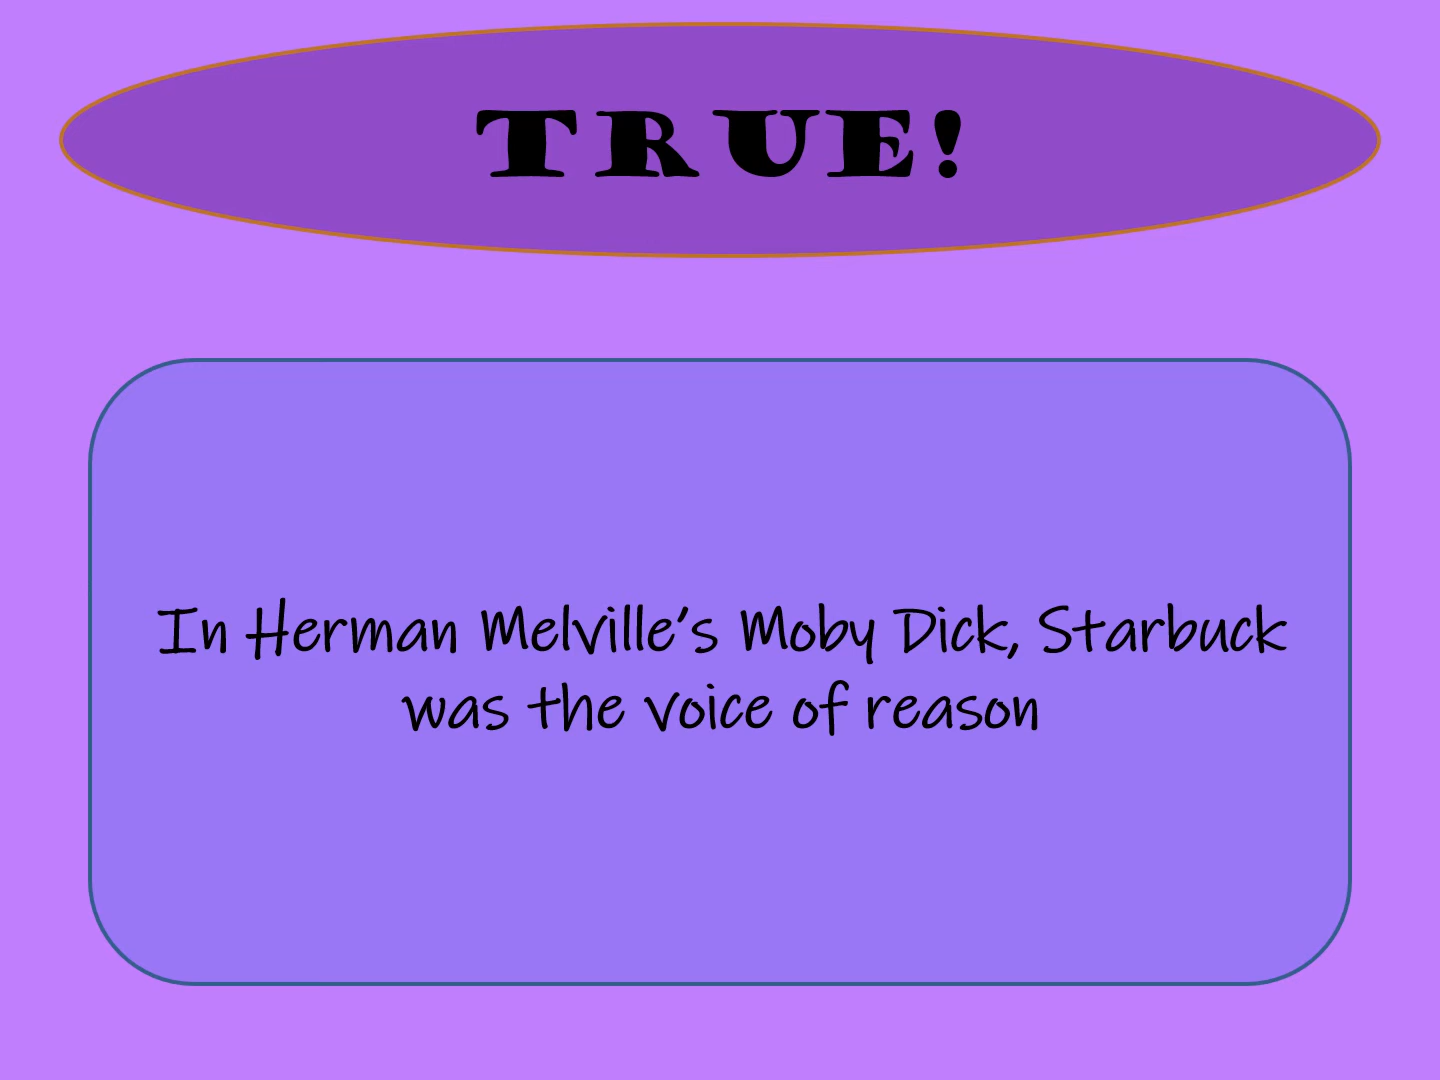 TRUE!
In Herman Melville’s Moby Dick, Starbuck
was the voice of reason